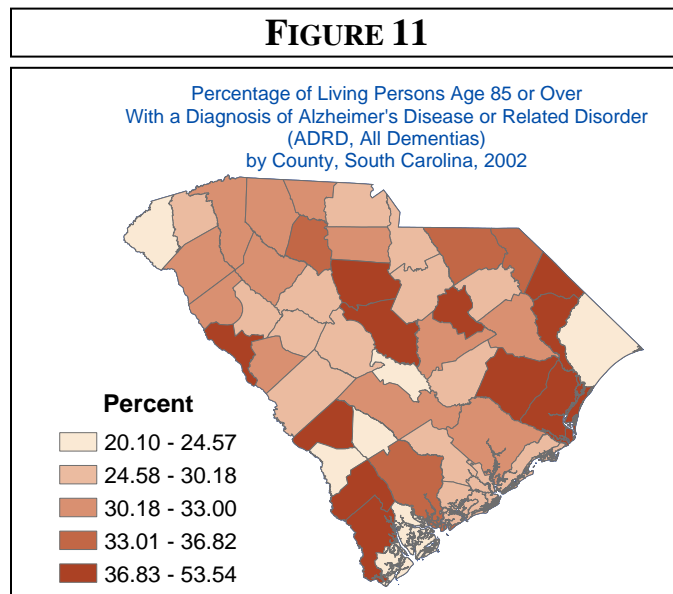 FIGURE 11
Percentage of Living Persons Age 85 or Over
With a Diagnosis of Alzheimer's Disease or Related Disorder
(ADRD, All Dementias)
by County, South Carolina, 2002
Percent
20.10 - 24.57
24.58 - 30.18
30.18 - 33.00
33.01 - 36.82
36.83 - 53.54